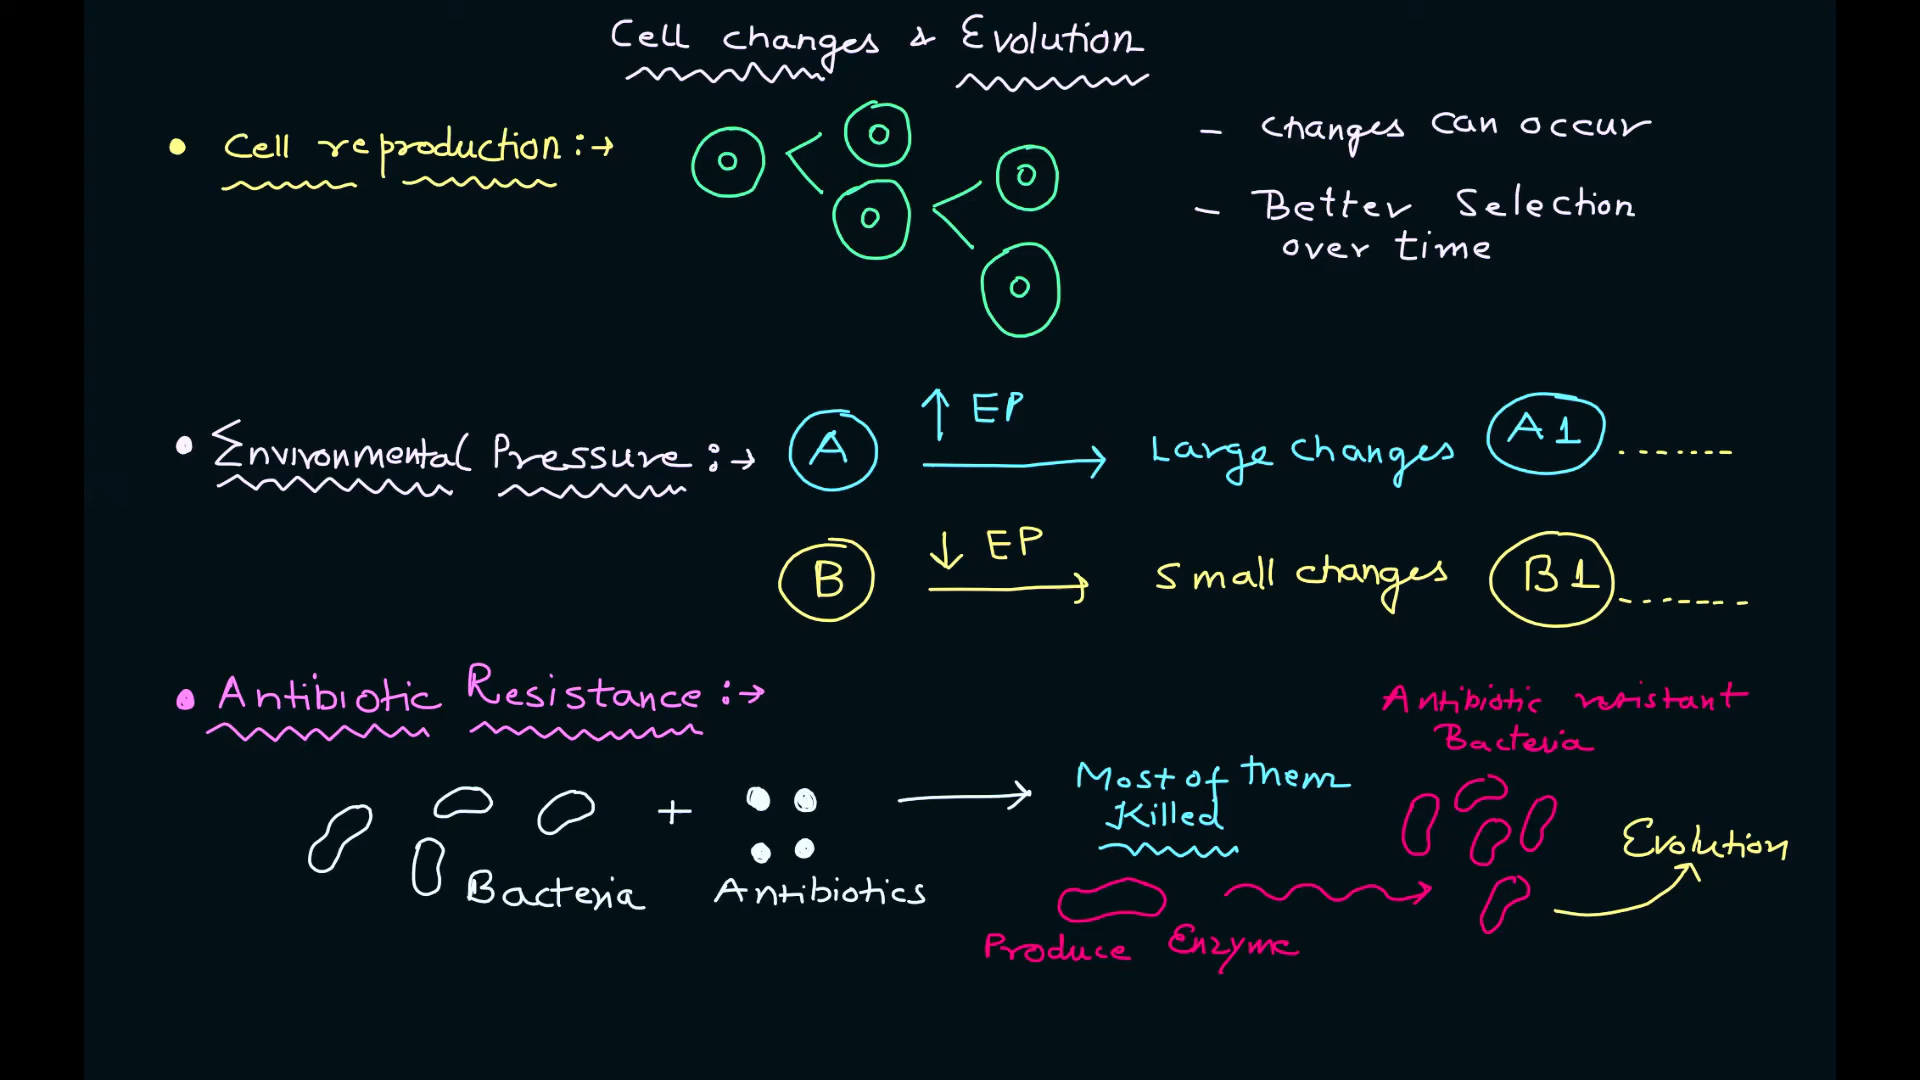 Cell changes & Evolution
• Cell reproduction :→
- Changes can occur
- Better Selection
over time
• Environmental Pressure :→
A
↑ EP
Large changes
A1 .......
B
↓ EP
Small changes
B1 .......
• Antibiotic Resistance :→
Bacteria
+
Antibiotics
Most of them
Killed
Produce Enzyme
Antibiotic resistant
Bacteria
Evolution